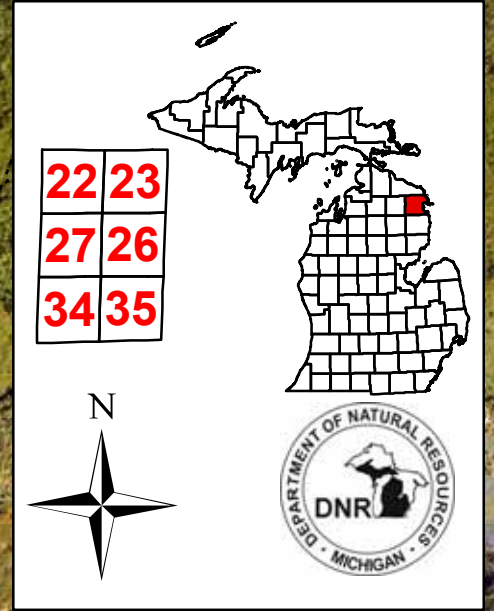 22 23
27 26
34 35
N
DEPARTMENT OF NATURAL RESOURCES
DNR
• MICHIGAN •